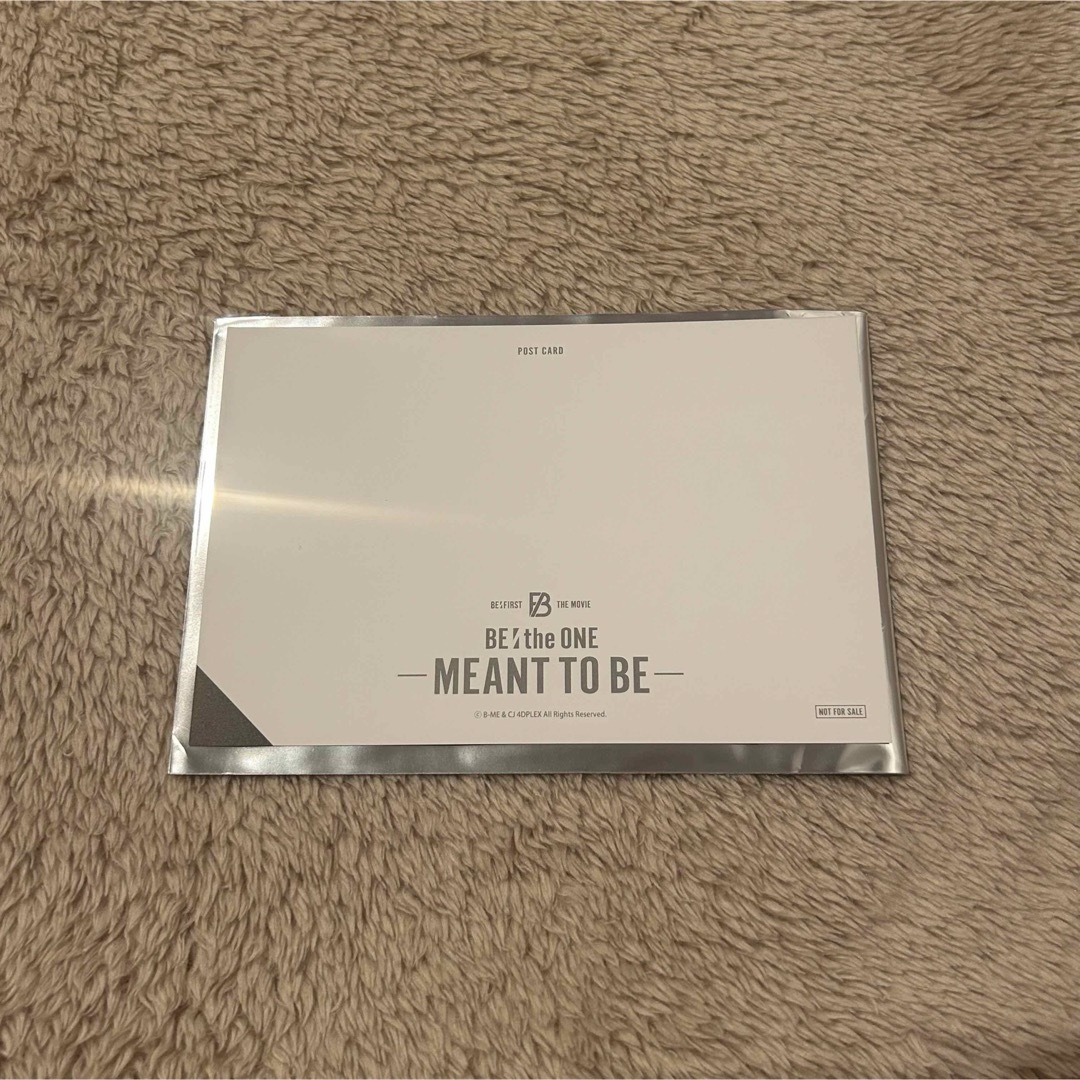 POST CARD
BE:FIRST FB THE MOVIE
BE:the ONE
—MEANT TO BE—
Ⓒ B-ME & CJ 4DPLEX All Rights Reserved.
NOT FOR SALE